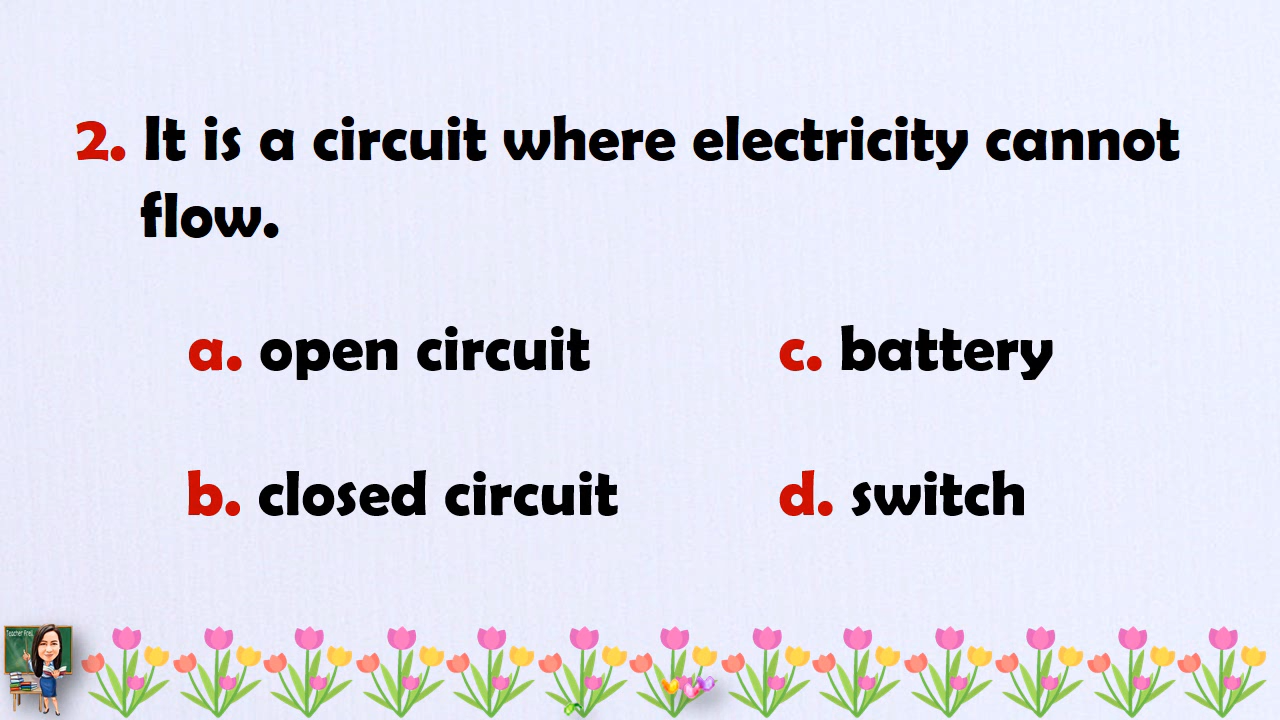 2. It is a circuit where electricity cannot
flow.
a. open circuit
c. battery
b. closed circuit
d. switch